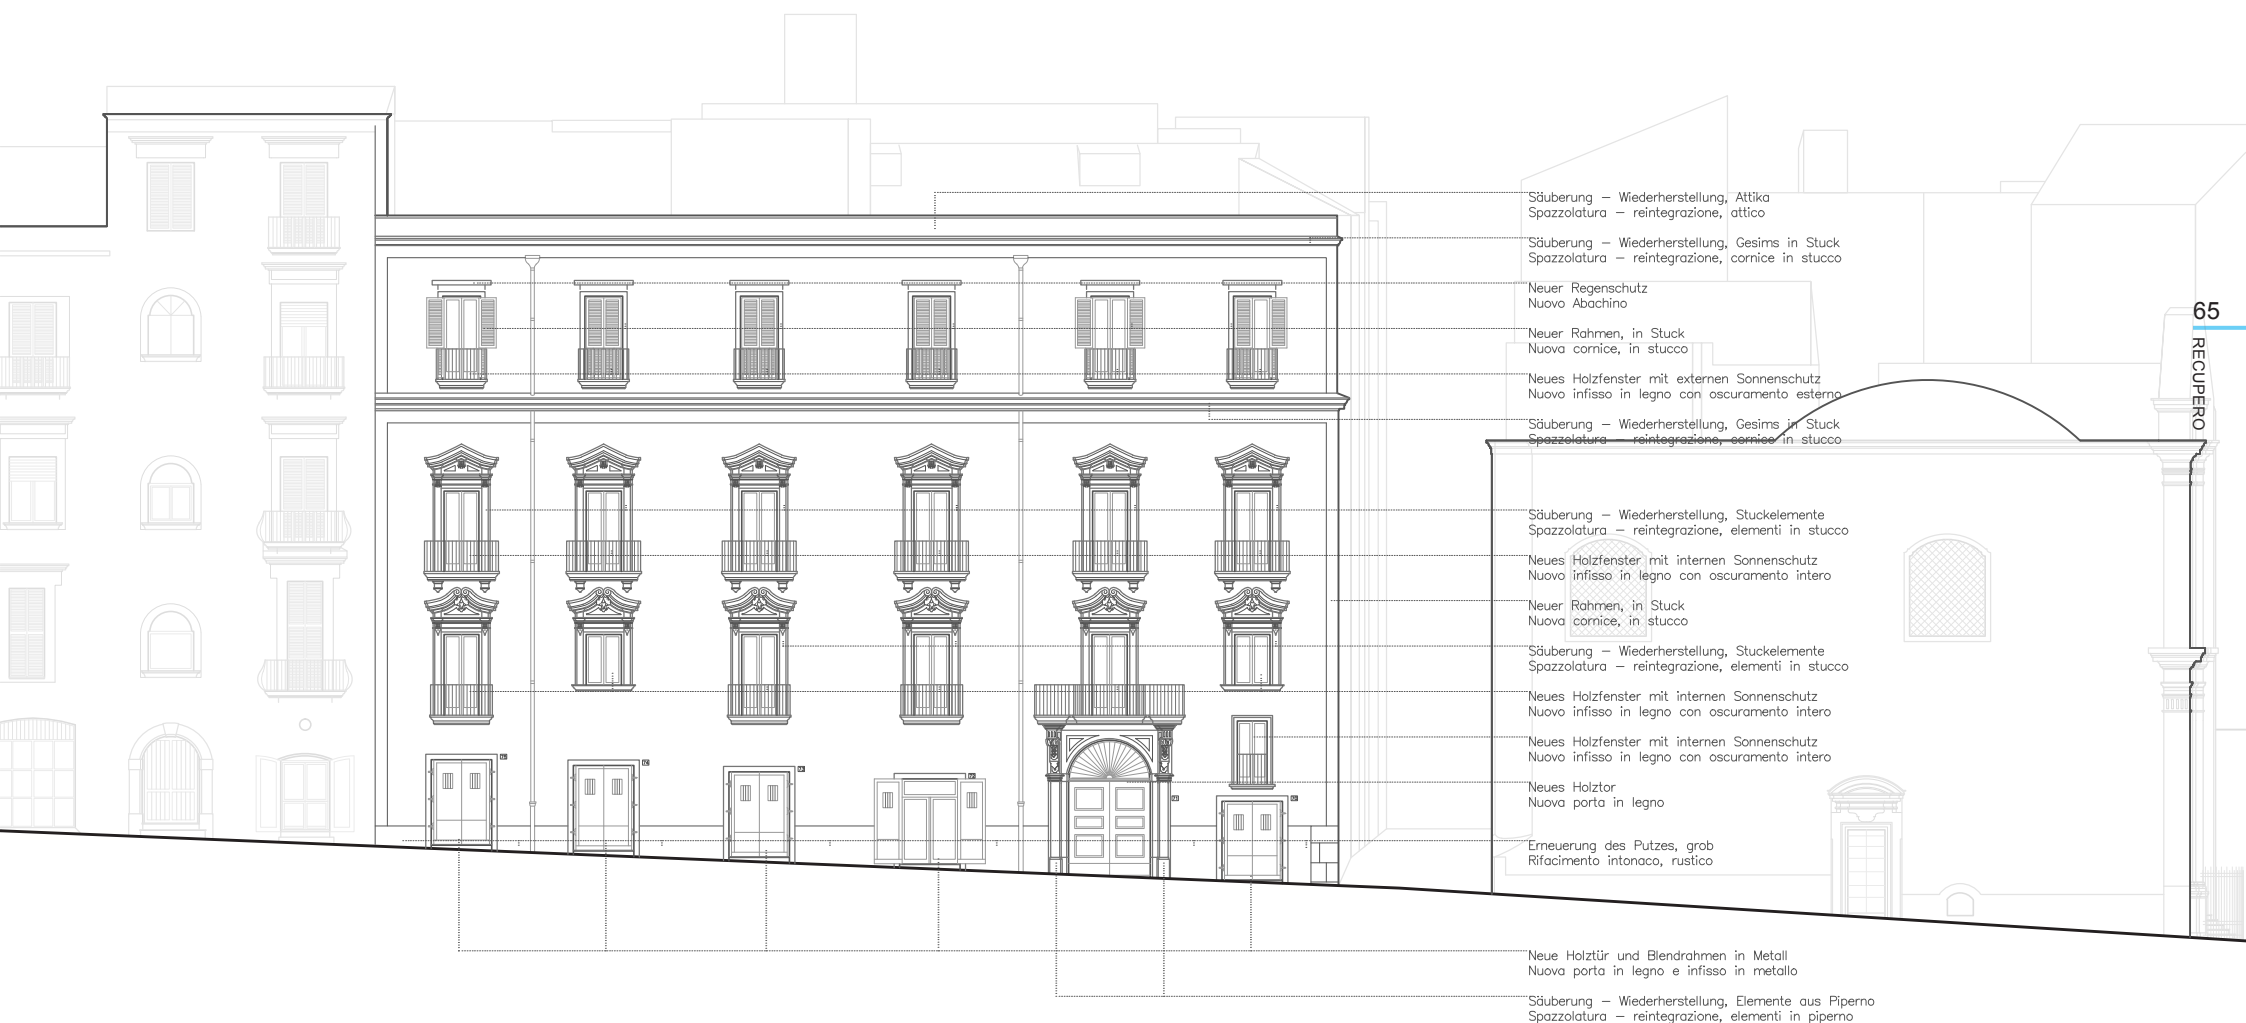 Säuberung – Wiederherstellung, Attika
Spazzolatura – reintegrazione, attico
Säuberung – Wiederherstellung, Gesims in Stuck
Spazzolatura – reintegrazione, cornice in stucco
Neuer Regenschutz
Nuovo Abachino
Neuer Rahmen, in Stuck
Nuova cornice, in stucco
Neues Holzfenster mit externen Sonnenschutz
Nuovo infisso in legno con oscuramento esterno
Säuberung – Wiederherstellung, Gesims in Stuck
Spazzolatura – reintegrazione, cornice in stucco
Säuberung – Wiederherstellung, Stuckelemente
Spazzolatura – reintegrazione, elementi in stucco
Neues Holzfenster mit internen Sonnenschutz
Nuovo infisso in legno con oscuramento intero
Neuer Rahmen, in Stuck
Nuova cornice, in stucco
Säuberung – Wiederherstellung, Stuckelemente
Spazzolatura – reintegrazione, elementi in stucco
Neues Holzfenster mit internen Sonnenschutz
Nuovo infisso in legno con oscuramento intero
Neues Holzfenster mit internen Sonnenschutz
Nuovo infisso in legno con oscuramento intero
Neues Holztor
Nuova porta in legno
Erneuerung des Putzes, grob
Rifacimento intonaco, rustico
Neue Holztür und Blendrahmen in Metall
Nuova porta in legno e infisso in metallo
Säuberung – Wiederherstellung, Elemente aus Piperno
Spazzolatura – reintegrazione, elementi in piperno
65
RECUPERO